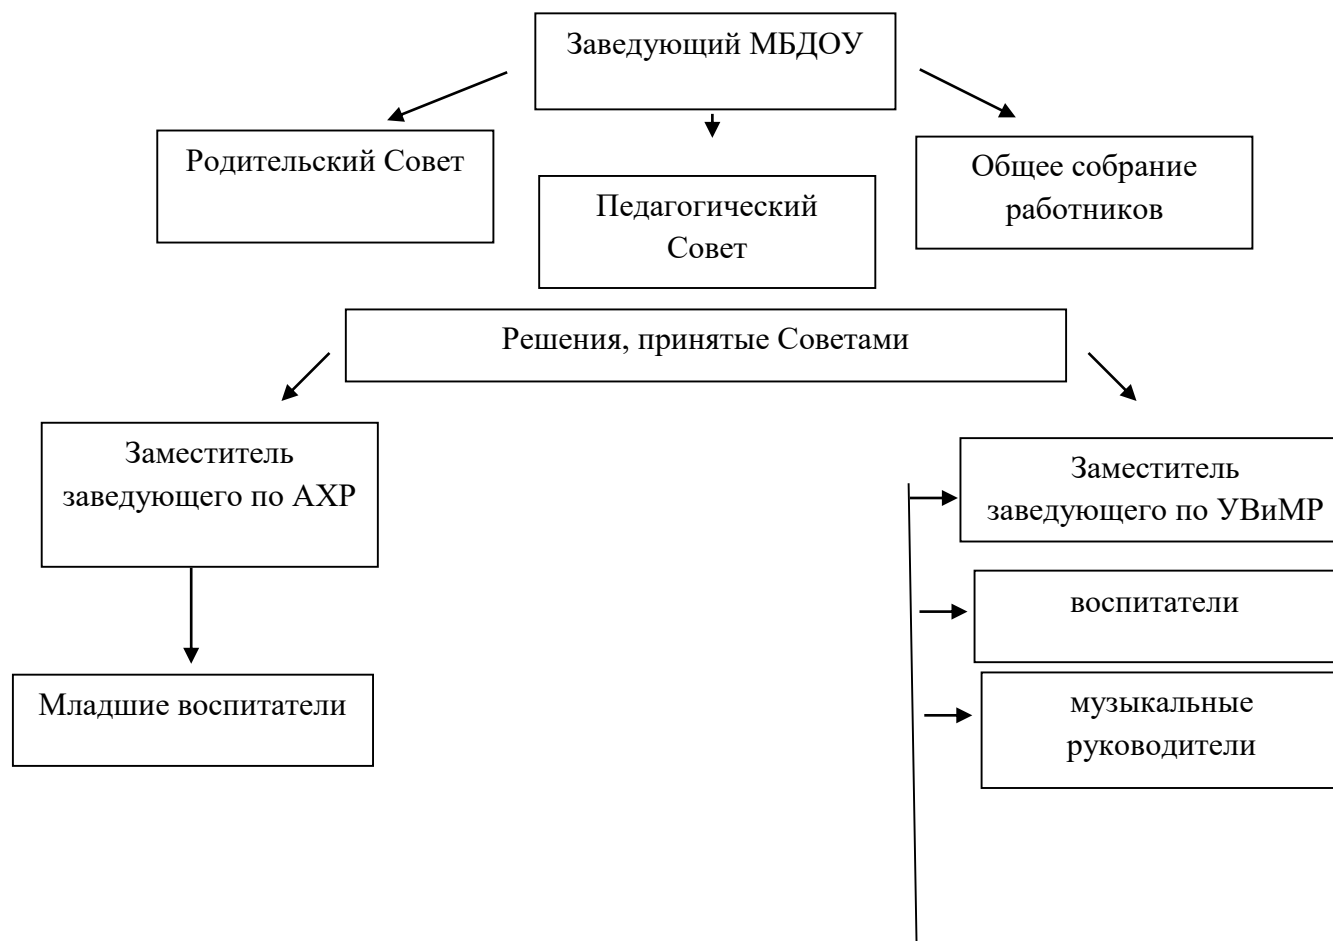 Заведующий МБДОУ
Родительский Совет
Педагогический
Совет
Общее собрание
работников
Решения, принятые Советами
Заместитель
заведующего по АХР
Младшие воспитатели
Заместитель
заведующего по УВиМР
воспитатели
музыкальные
руководители